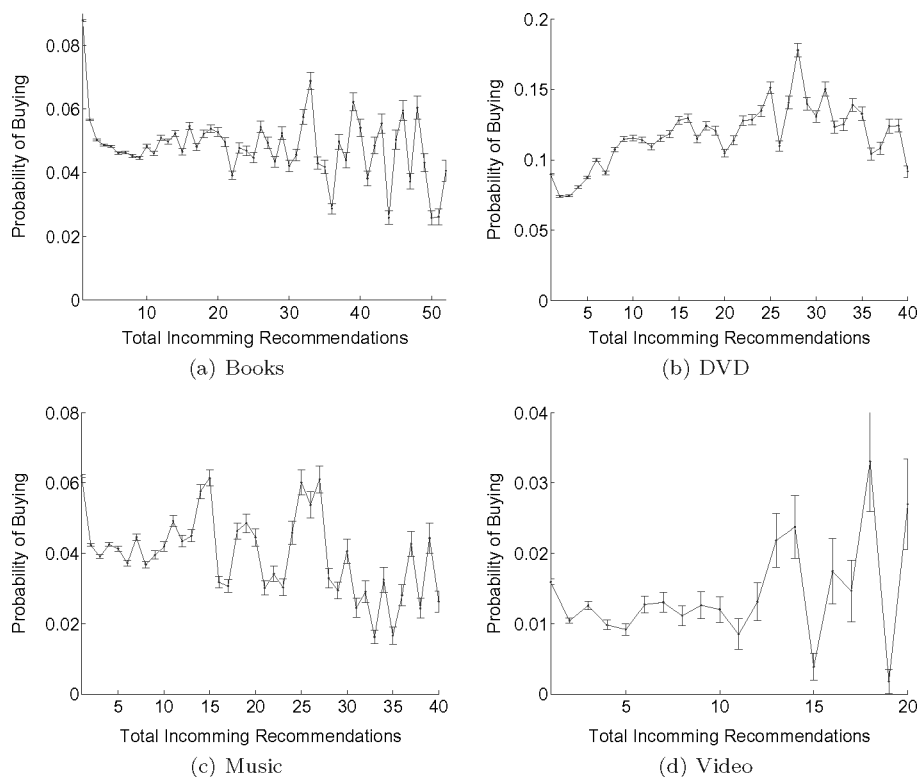 0.08
0.06
0.04
0.02
0
Probability of Buying
10 20 30 40 50
Total Incomming Recommendations
(a) Books
0.2
0.15
0.1
0.05
0
Probability of Buying
5 10 15 20 25 30 35 40
Total Incomming Recommendations
(b) DVD
0.08
0.06
0.04
0.02
0
Probability of Buying
5 10 15 20 25 30 35 40
Total Incomming Recommendations
(c) Music
0.04
0.03
0.02
0.01
0
Probability of Buying
5 10 15 20
Total Incomming Recommendations
(d) Video